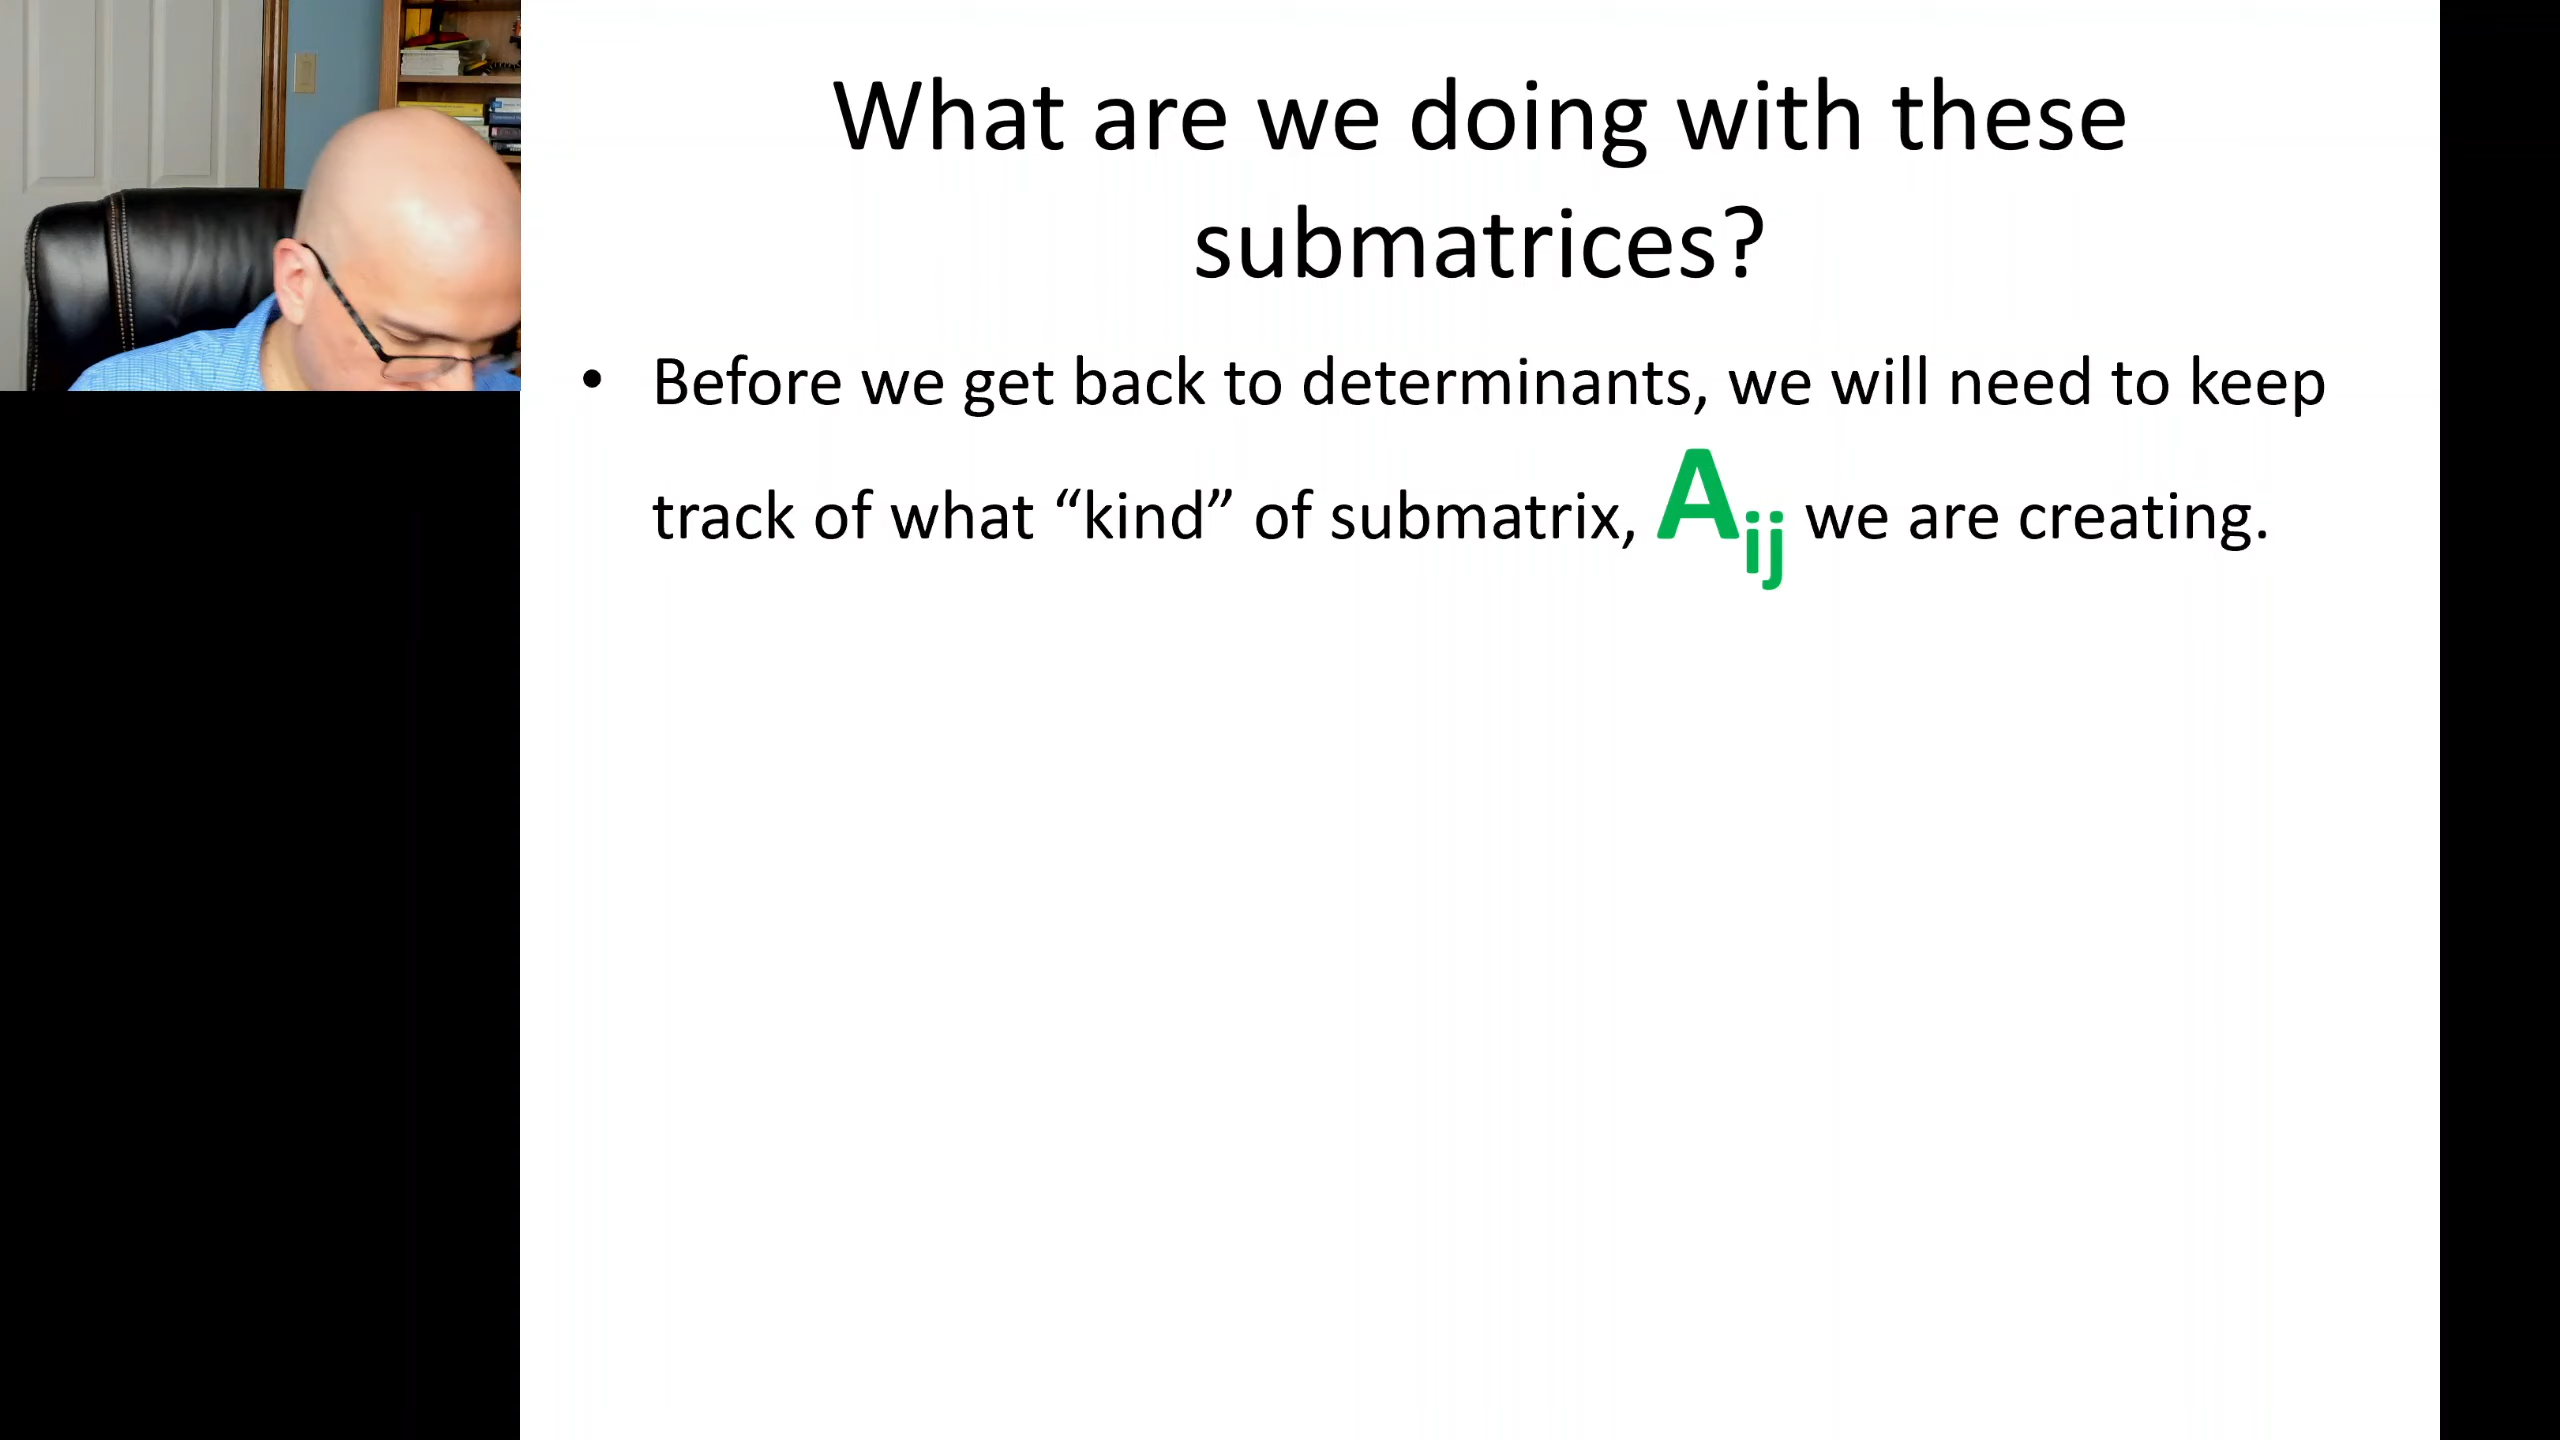 What are we doing with these
submatrices?
• Before we get back to determinants, we will need to keep
track of what “kind” of submatrix, Aij we are creating.